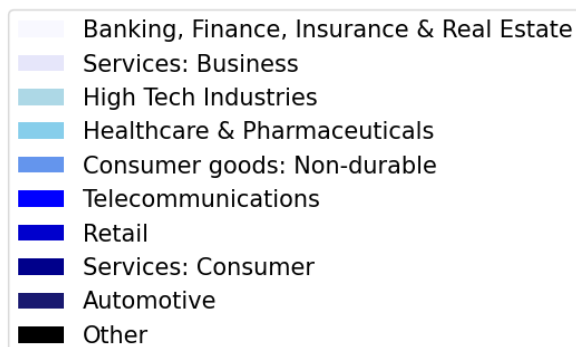 Banking, Finance, Insurance & Real Estate
Services: Business
High Tech Industries
Healthcare & Pharmaceuticals
Consumer goods: Non-durable
Telecommunications
Retail
Services: Consumer
Automotive
Other